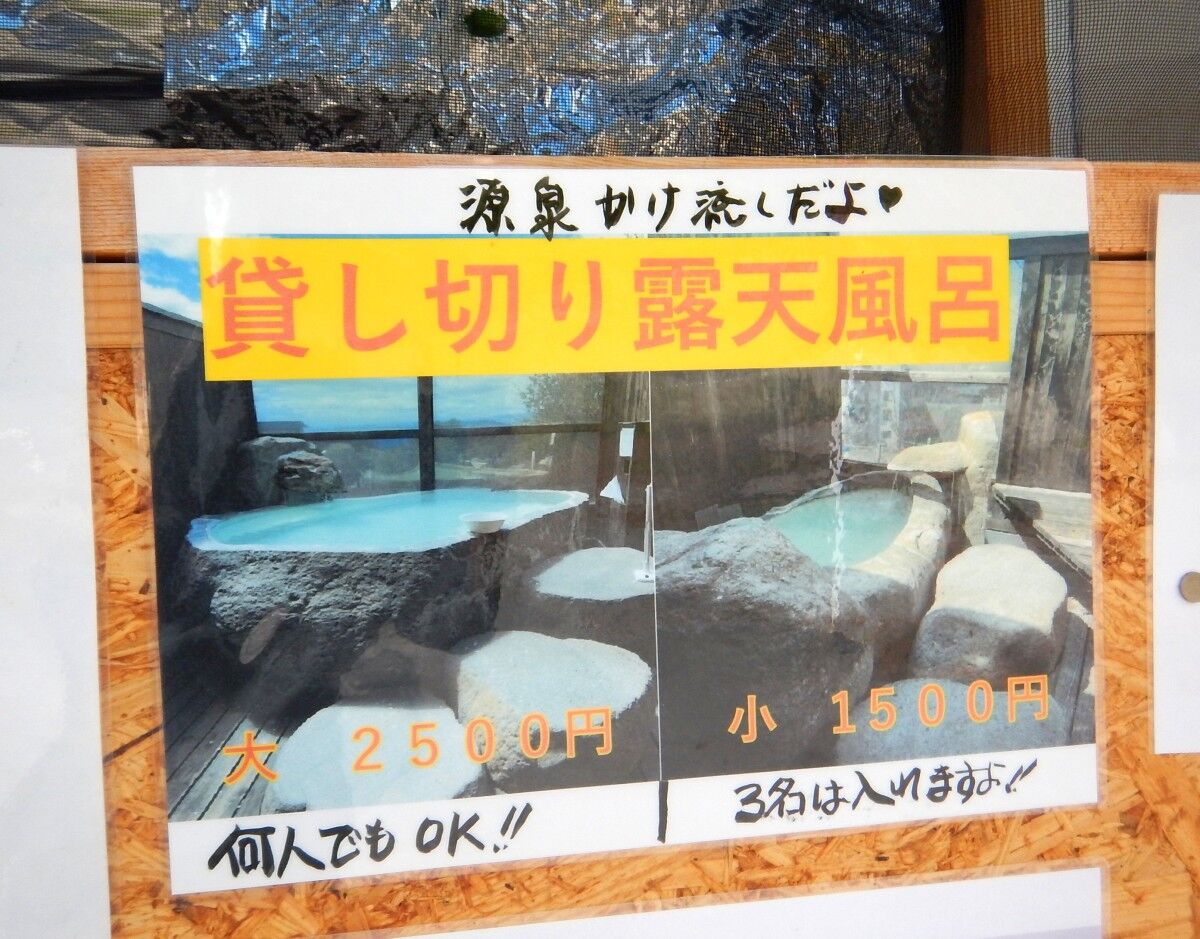 源泉かけ流しだよ♥
貸し切り露天風呂
大　2500円
小　1500円
何人でもOK!!
3名は入れますよ!!